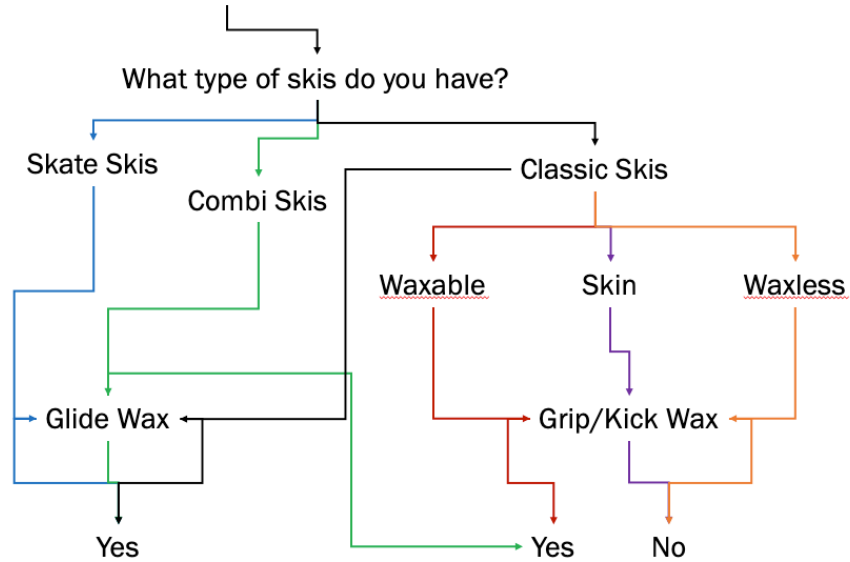 What type of skis do you have?
Skate Skis
Classic Skis
Combi Skis
Waxable
Skin
Waxless
Glide Wax
Grip/Kick Wax
Yes
Yes
No